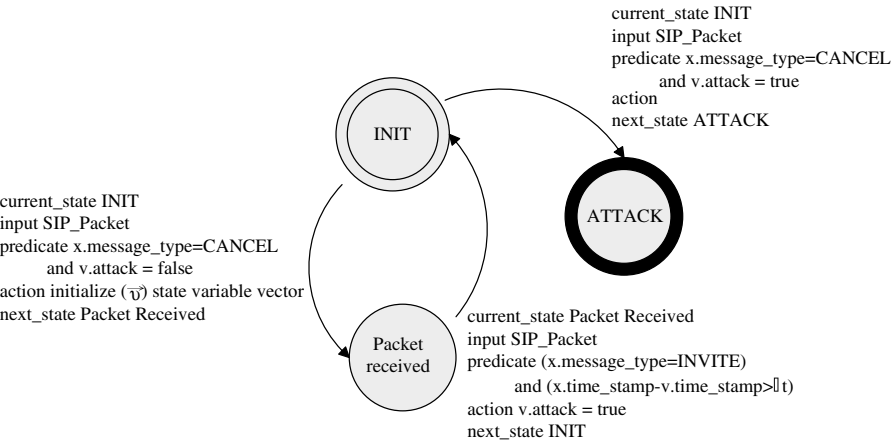 current_state INIT
input SIP_Packet
predicate x.message_type=CANCEL
and v.attack = true
action
next_state ATTACK
INIT
ATTACK
current_state INIT
input SIP_Packet
predicate x.message_type=CANCEL
and v.attack = false
action initialize (υ⃗) state variable vector
next_state Packet Received
Packet
received
current_state Packet Received
input SIP_Packet
predicate (x.message_type=INVITE)
and (x.time_stamp-v.time_stamp>▯t)
action v.attack = true
next_state INIT